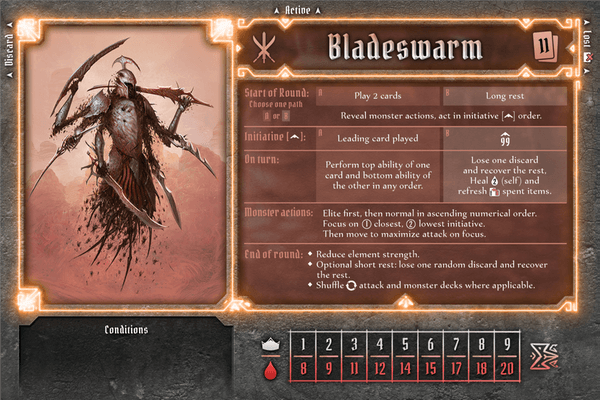 Active
Discard
Lost
Bladeswarm
11
Start of Round:
Choose one path
A or B
A Play 2 cards
B Long rest
Reveal monster actions, act in initiative [ ] order.
Initiative [ ]:
A Leading card played
B 99
On turn:
Perform top ability of one
card and bottom ability of
the other in any order.
Lose one discard
and recover the rest.
Heal 2 (self) and
refresh spent items.
Monster actions:
Elite first, then normal in ascending numerical order.
Focus on ① closest, ② lowest initiative.
Then move to maximize attack on focus.
End of round:
◆ Reduce element strength.
◆ Optional short rest: lose one random discard and recover
the rest.
◆ Shuffle attack and monster decks where applicable.
Conditions
1 2 3 4 5 6 7 8 9
8 9 11 12 14 15 17 18 20